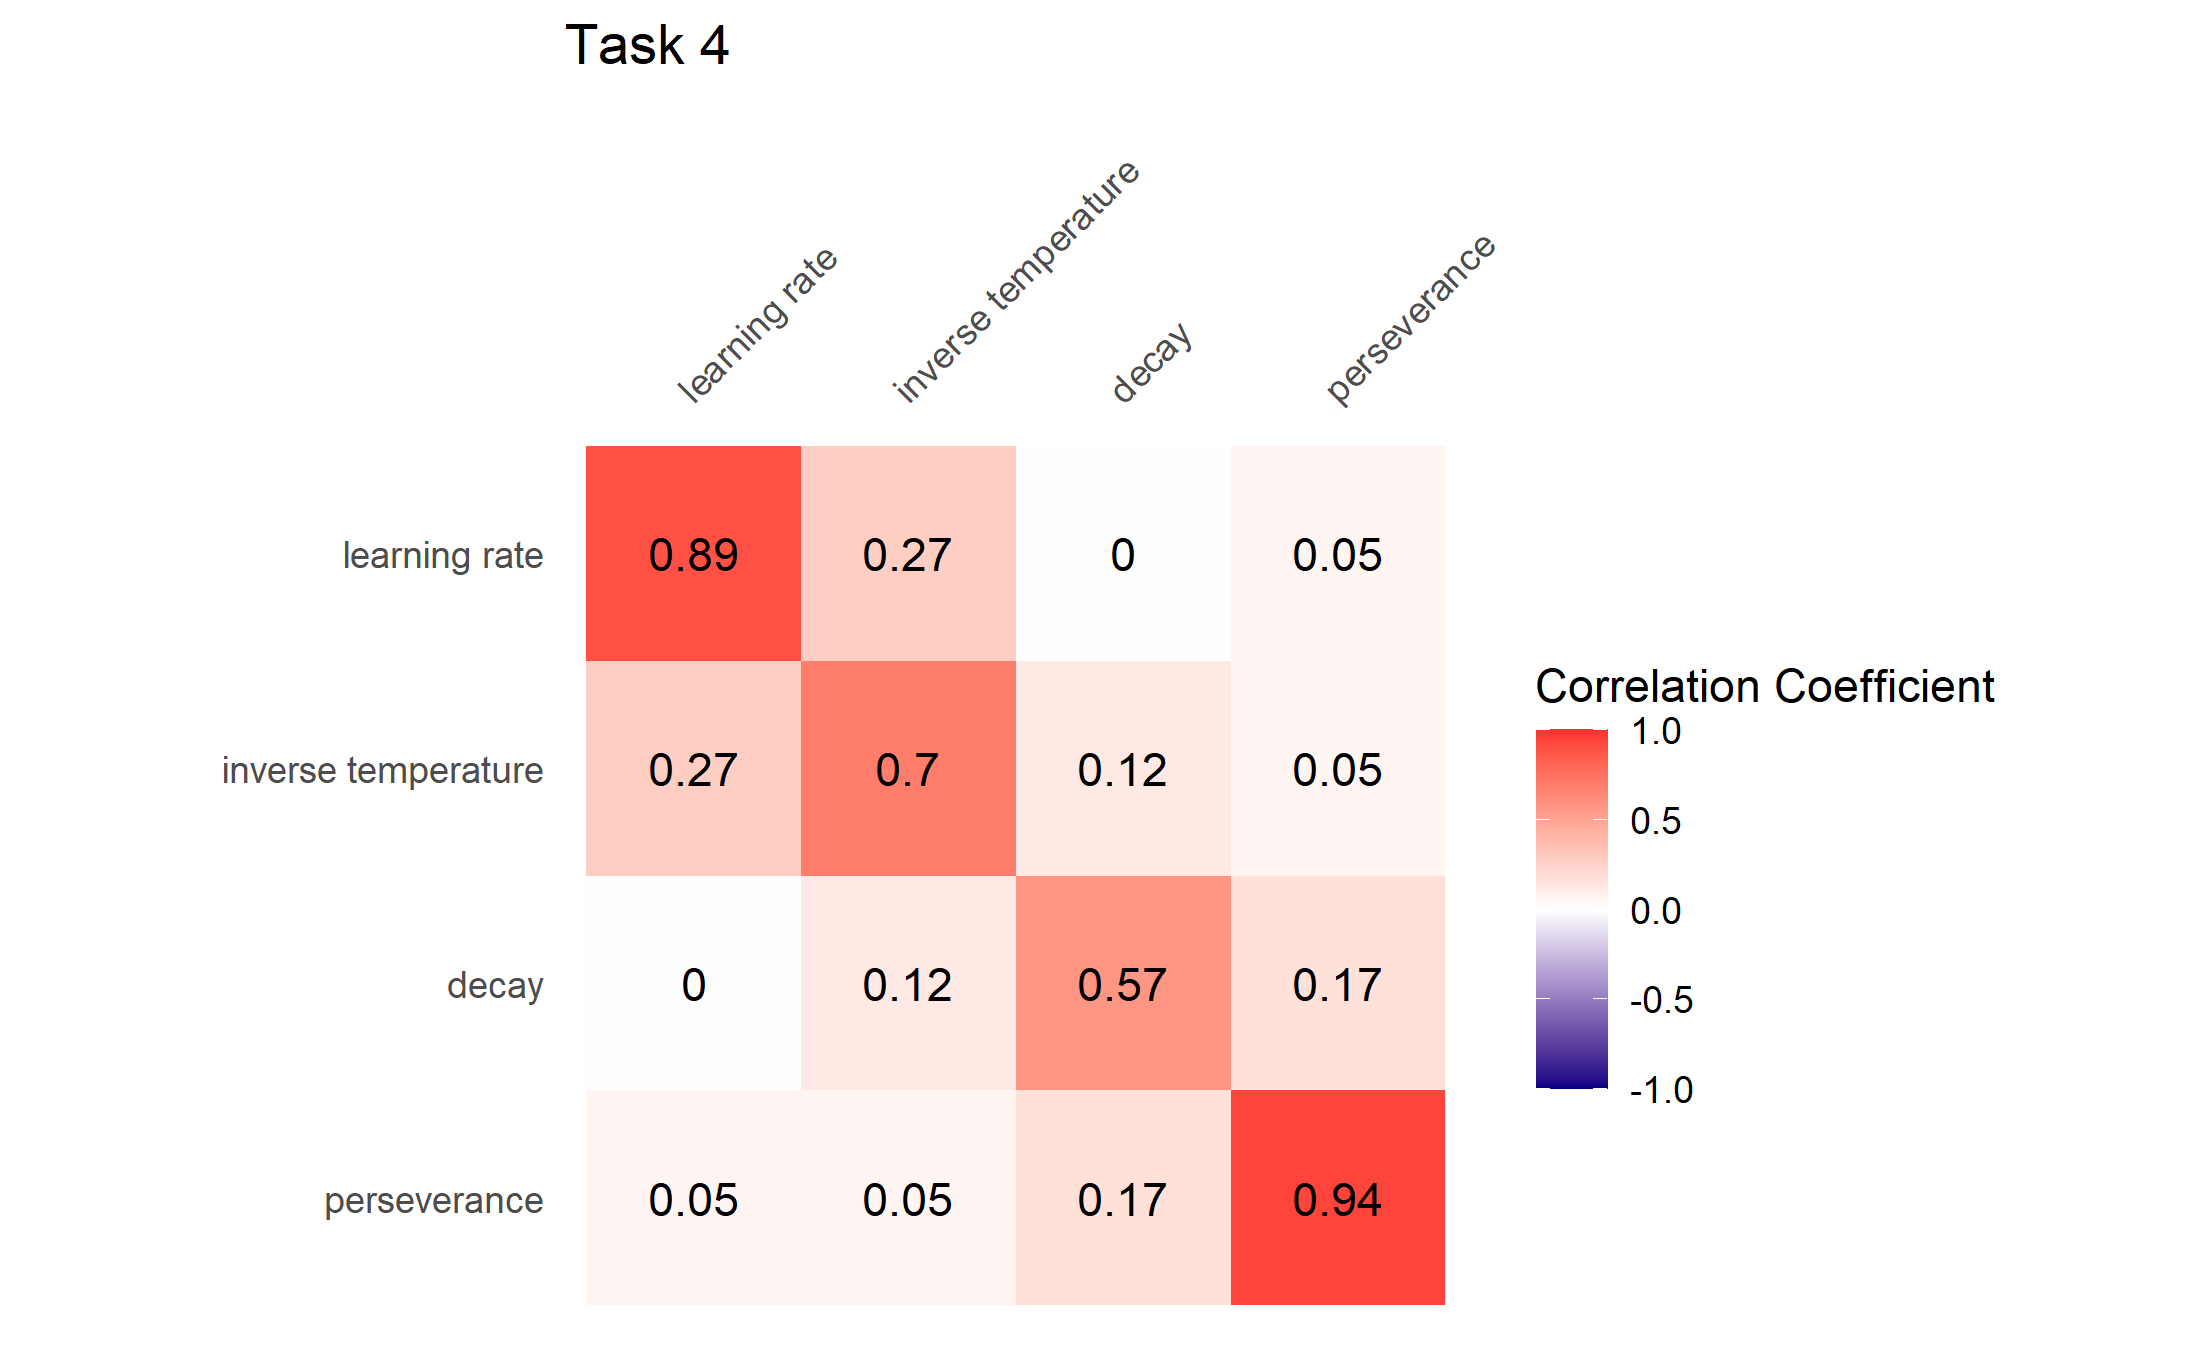 Task 4
learning rate
inverse temperature
decay
perseverance
learning rate 0.89 0.27 0 0.05
inverse temperature 0.27 0.7 0.12 0.05
decay 0 0.12 0.57 0.17
perseverance 0.05 0.05 0.17 0.94
Correlation Coefficient
1.0
0.5
0.0
-0.5
-1.0